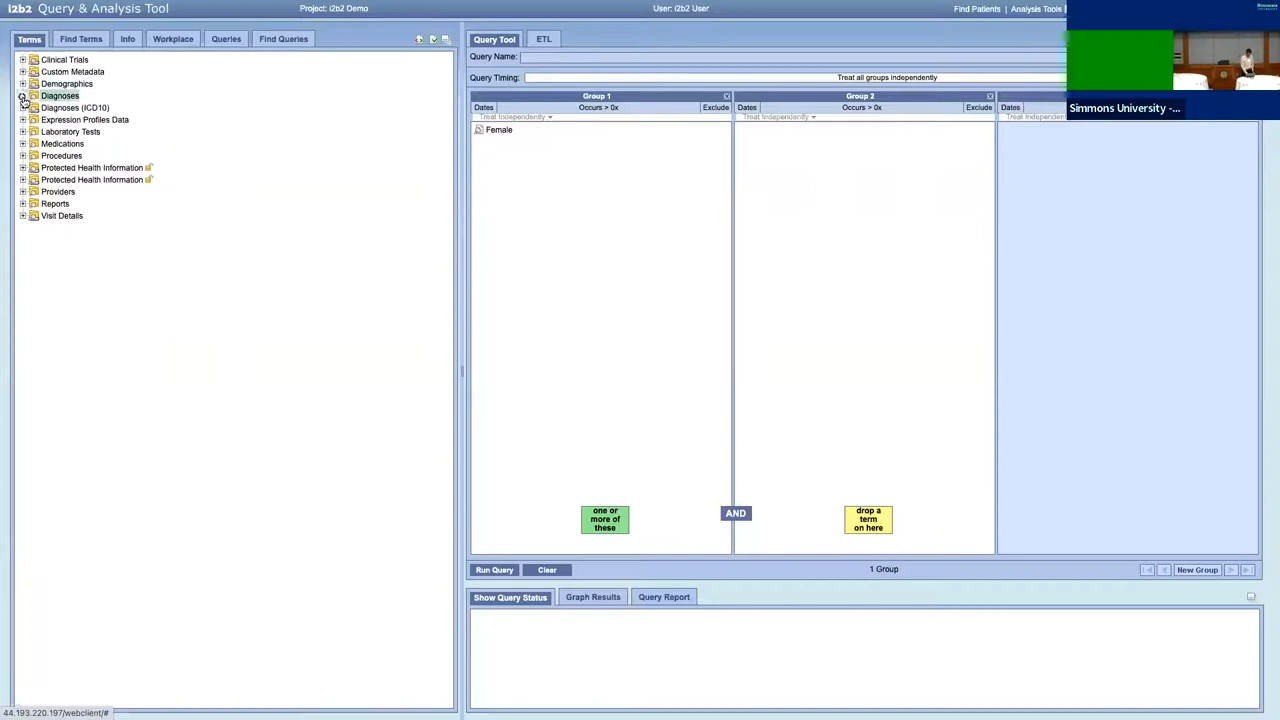 i2b2 Query & Analysis Tool
Project: i2b2 Demo
User: i2b2 User
Find Patients | Analysis Tools |
Simmons
Simmons University -...
Terms
Find Terms
Info
Workplace
Queries
Find Queries
Clinical Trials
Custom Metadata
Demographics
Diagnoses
Diagnoses (ICD10)
Expression Profiles Data
Laboratory Tests
Medications
Procedures
Protected Health Information
Protected Health Information
Providers
Reports
Visit Details
Query Tool
ETL
Query Name:
Query Timing:
Treat all groups independently
Group 1
Dates
Occurs > 0x
Exclude
Treat Independently
Female
one or
more of
these
AND
Group 2
Dates
Occurs > 0x
Exclude
Treat Independently
drop a
term
on here
Dates
Treat Independent
Run Query
Clear
1 Group
New Group
Show Query Status
Graph Results
Query Report
44.193.220.197/webclient/#